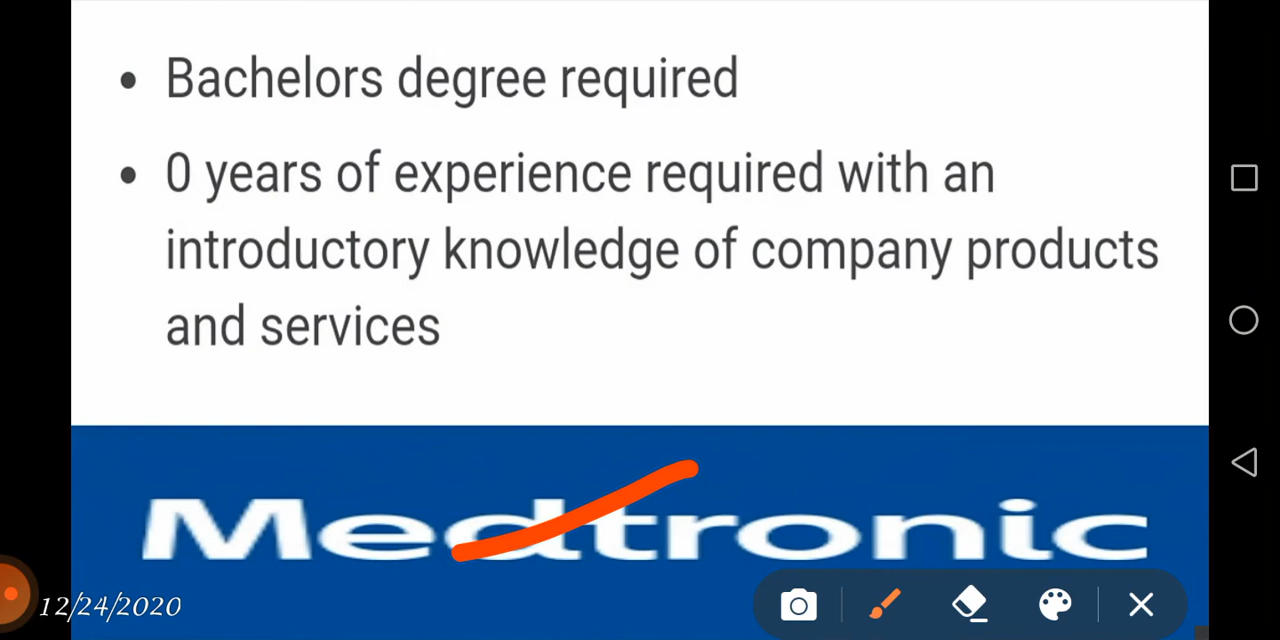 Bachelors degree required
0 years of experience required with an
introductory knowledge of company products
and services
Medtronic
12/24/2020